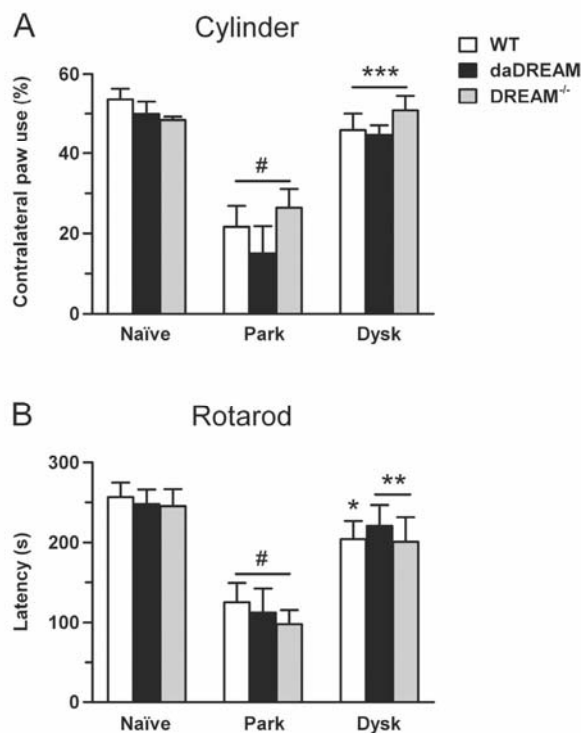 A
Cylinder
WT
daDREAM
DREAM-/-
Contralateral paw use (%)
60
40
20
0
#
***
Naïve Park Dysk
B
Rotarod
Latency (s)
300
200
100
0
#
*
**
Naïve Park Dysk